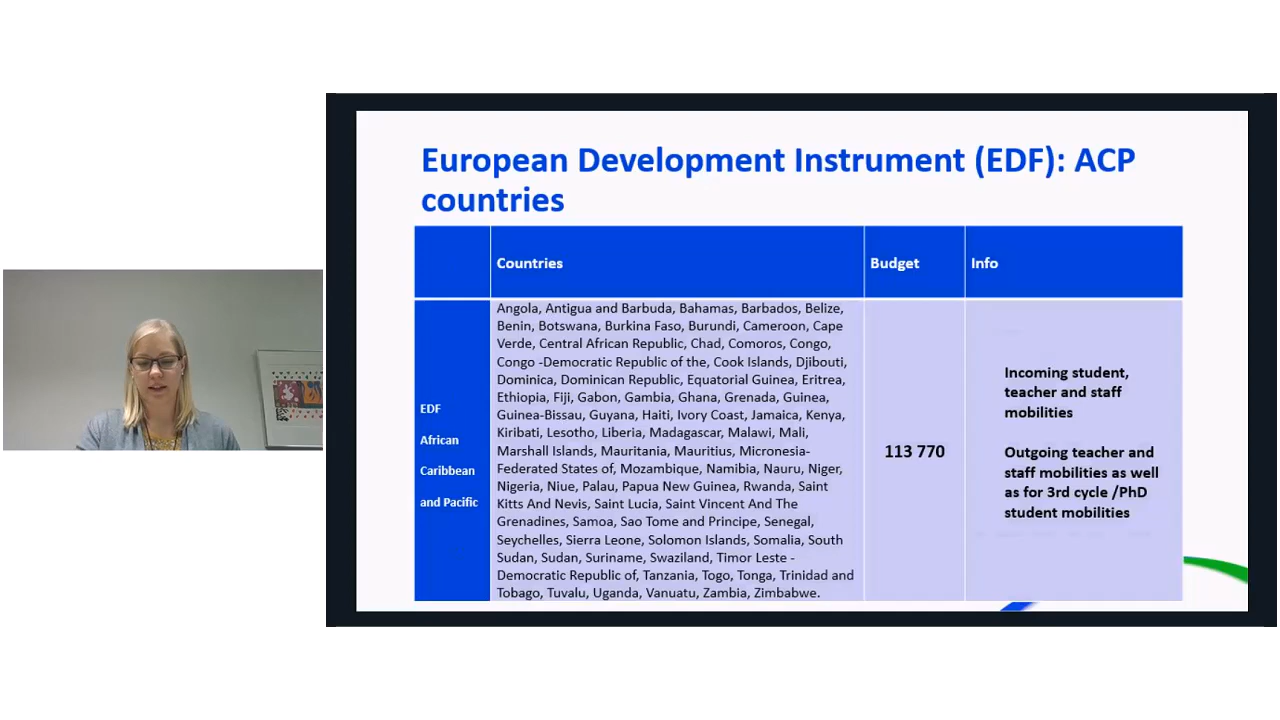 European Development Instrument (EDF): ACP
countries
Countries
Budget
Info
EDF
African
Caribbean
and Pacific
Angola, Antigua and Barbuda, Bahamas, Barbados, Belize,
Benin, Botswana, Burkina Faso, Burundi, Cameroon, Cape
Verde, Central African Republic, Chad, Comoros, Congo,
Congo -Democratic Republic of the, Cook Islands, Djibouti,
Dominica, Dominican Republic, Equatorial Guinea, Eritrea,
Ethiopia, Fiji, Gabon, Gambia, Ghana, Grenada, Guinea,
Guinea-Bissau, Guyana, Haiti, Ivory Coast, Jamaica, Kenya,
Kiribati, Lesotho, Liberia, Madagascar, Malawi, Mali,
Marshall Islands, Mauritania, Mauritius, Micronesia-
Federated States of, Mozambique, Namibia, Nauru, Niger,
Nigeria, Niue, Palau, Papua New Guinea, Rwanda, Saint
Kitts And Nevis, Saint Lucia, Saint Vincent And The
Grenadines, Samoa, Sao Tome and Principe, Senegal,
Seychelles, Sierra Leone, Solomon Islands, Somalia, South
Sudan, Sudan, Suriname, Swaziland, Timor Leste -
Democratic Republic of, Tanzania, Togo, Tonga, Trinidad and
Tobago, Tuvalu, Uganda, Vanuatu, Zambia, Zimbabwe.
113 770
Incoming student,
teacher and staff
mobilities
Outgoing teacher and
staff mobilities as well
as for 3rd cycle /PhD
student mobilities